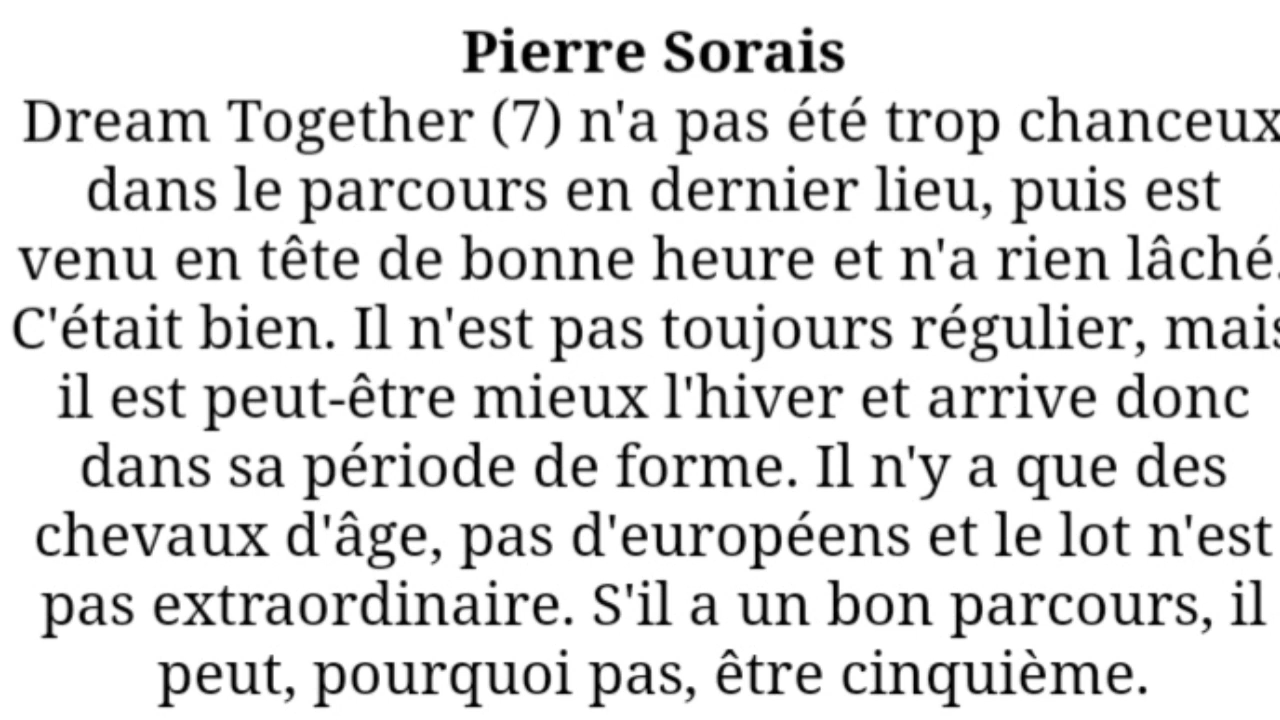 Pierre Sorais
Dream Together (7) n'a pas été trop chanceux
dans le parcours en dernier lieu, puis est
venu en tête de bonne heure et n'a rien lâché.
C'était bien. Il n'est pas toujours régulier, mais
il est peut-être mieux l'hiver et arrive donc
dans sa période de forme. Il n'y a que des
chevaux d'âge, pas d'européens et le lot n'est
pas extraordinaire. S'il a un bon parcours, il
peut, pourquoi pas, être cinquième.